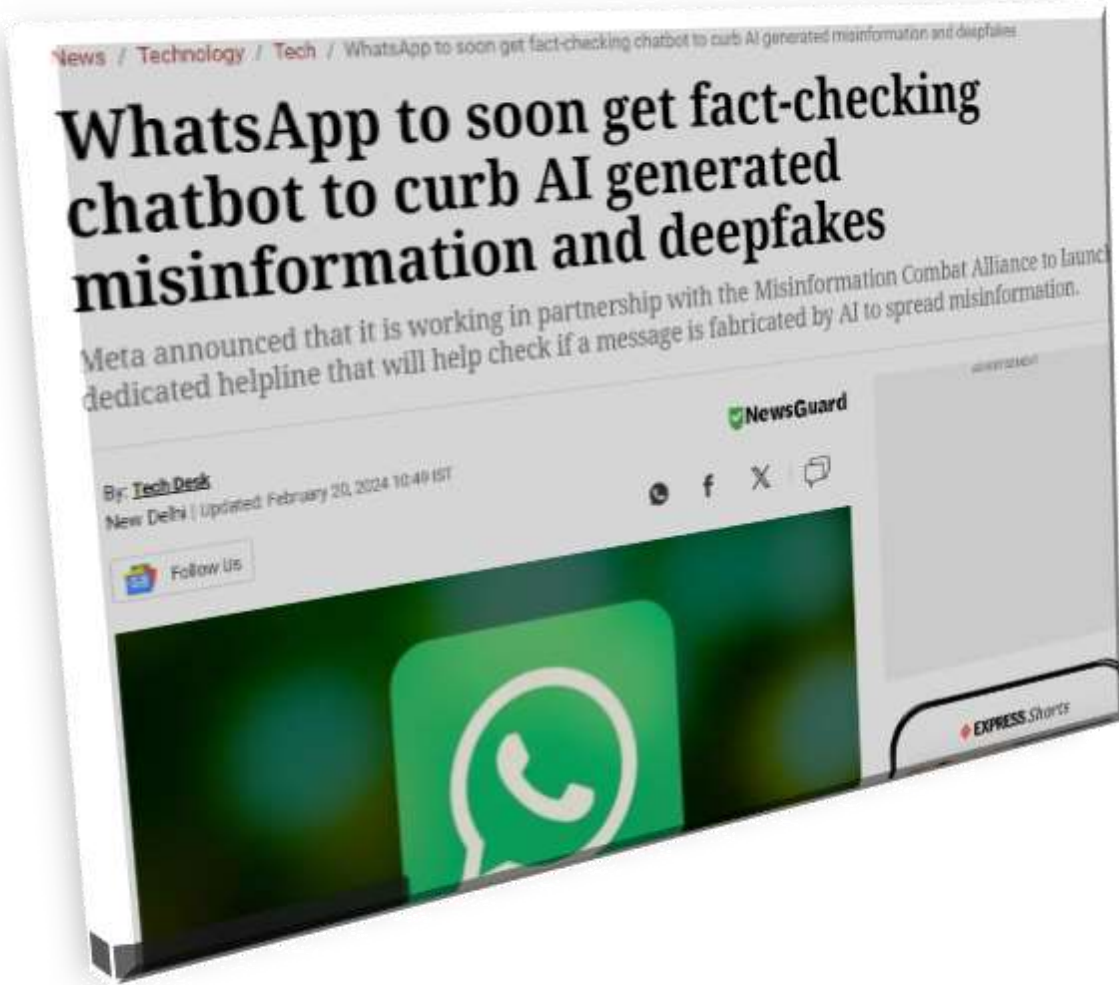 News / Technology / Tech / WhatsApp to soon get fact-checking chatbot to curb AI generated misinformation and deepfakes
WhatsApp to soon get fact-checking
chatbot to curb AI generated
misinformation and deepfakes
Meta announced that it is working in partnership with the Misinformation Combat Alliance to launch
dedicated helpline that will help check if a message is fabricated by AI to spread misinformation.
ADVERTISEMENT
NewsGuard
By: Tech Desk
New Delhi | Updated: February 20, 2024 10:49 IST
Follow Us
EXPRESS Shorts